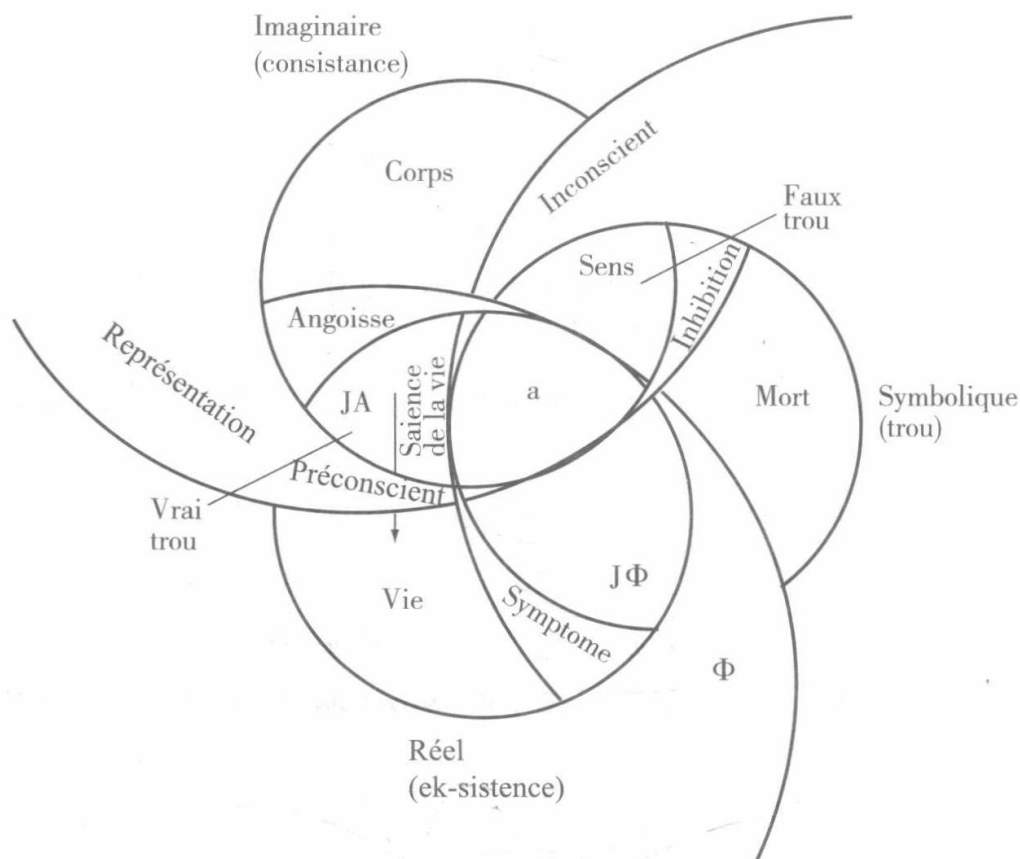 Imaginaire
(consistance)
Corps
Inconscient
Faux
trou
Sens
Inhibition
Angoisse
Représentation
JA
Saience
de la vie
a
Mort
Symbolique
(trou)
Préconscient
Vrai
trou
Vie
JΦ
Symptome
Φ
Réel
(ek-sistence)